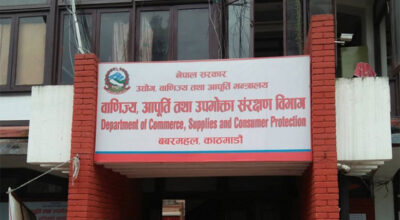 नेपाल सरकार
उद्योग, वाणिज्य तथा आपूर्ति मन्त्रालय
वाणिज्य, आपूर्ति तथा उपभोक्ता संरक्षण विभाग
Department of Commerce, Supplies and Consumer Protection
बबरमहल, काठमाडौं